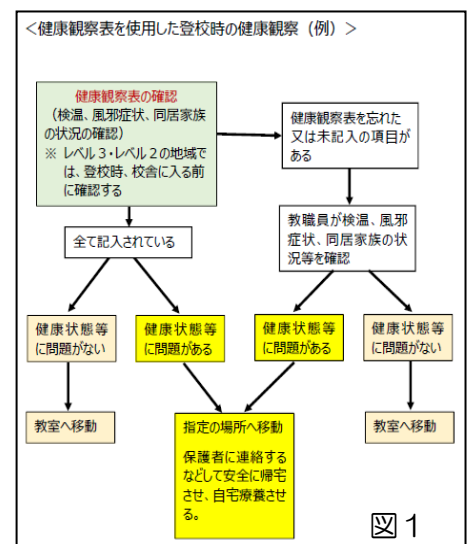 ＜健康観察表を使用した登校時の健康観察（例）＞
健康観察表の確認
（検温、風邪症状、同居家族
の状況の確認）
※ レベル３・レベル２の地域で
は、登校時、校舎に入る前
に確認する
健康観察表を忘れた
又は未記入の項目が
ある
全て記入されている
教職員が検温、風邪
症状、同居家族の状
況等を確認
健康状態等
に問題がない
健康状態等
に問題がある
健康状態等
に問題がある
健康状態等
に問題がない
教室へ移動
指定の場所へ移動
保護者に連絡する
などして安全に帰宅
させ、自宅療養させ
る。
教室へ移動
図１